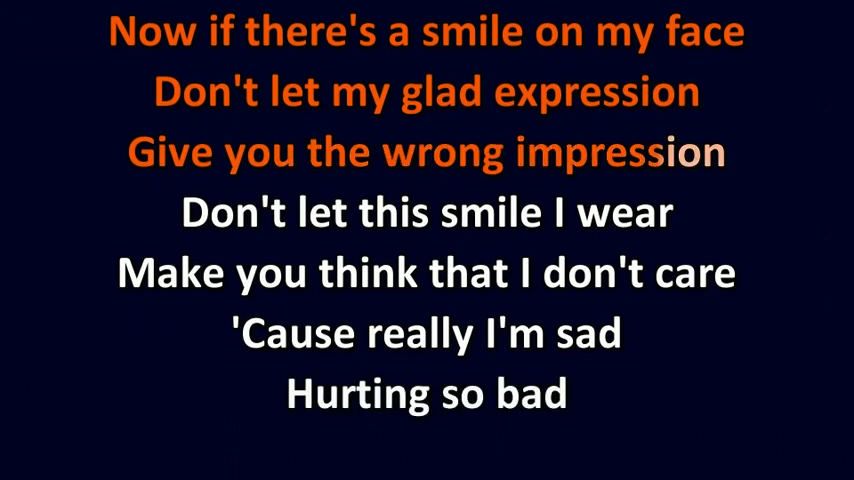 Now if there's a smile on my face
Don't let my glad expression
Give you the wrong impression
Don't let this smile I wear
Make you think that I don't care
'Cause really I'm sad
Hurting so bad